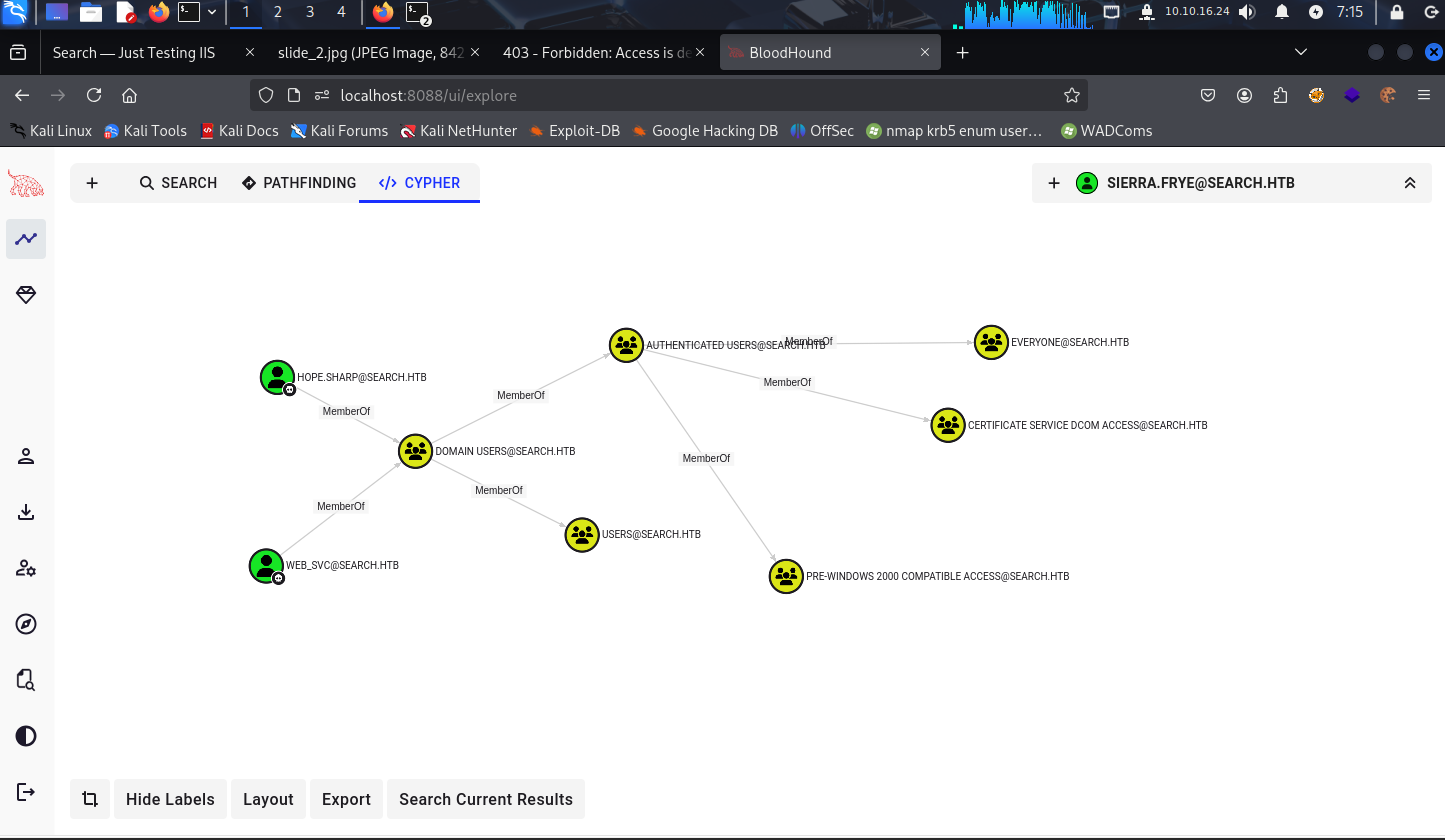 1 2 3 4 2 10.10.16.24 7:15
Search — Just Testing IIS slide_2.jpg (JPEG Image, 842 403 - Forbidden: Access is de BloodHound
localhost:8088/ui/explore
Kali Linux Kali Tools Kali Docs Kali Forums Kali NetHunter Exploit-DB Google Hacking DB OffSec nmap krb5 enum user… WADComs
SEARCH PATHFINDING CYPHER
SIERRA.FRYE@SEARCH.HTB
AUTHENTICATED USERS@SEARCH.HTB
MemberOf
EVERYONE@SEARCH.HTB
HOPE.SHARP@SEARCH.HTB
MemberOf
MemberOf
MemberOf
CERTIFICATE SERVICE DCOM ACCESS@SEARCH.HTB
DOMAIN USERS@SEARCH.HTB
MemberOf
MemberOf
MemberOf
USERS@SEARCH.HTB
WEB_SVC@SEARCH.HTB
PRE-WINDOWS 2000 COMPATIBLE ACCESS@SEARCH.HTB
Hide Labels Layout Export Search Current Results